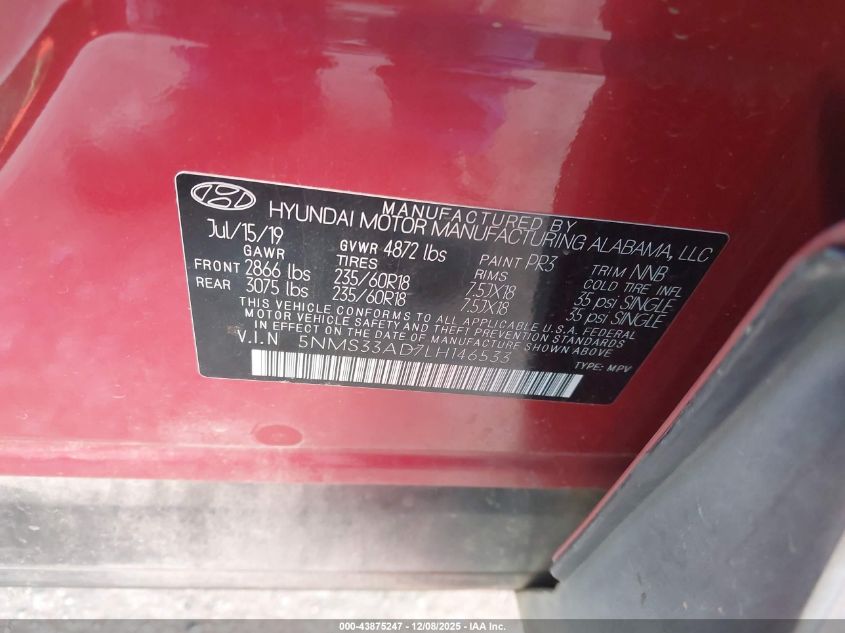 MANUFACTURED BY
HYUNDAI MOTOR MANUFACTURING ALABAMA, LLC
Jul/15/19 GVWR 4872 lbs PAINT PR3 TRIM NNB
GAWR TIRES RIMS COLD TIRE INFL
FRONT 2866 lbs 235/60R18 7.5JX18 35 psi SINGLE
REAR 3075 lbs 235/60R18 7.5JX18 35 psi SINGLE
THIS VEHICLE CONFORMS TO ALL APPLICABLE U.S.A. FEDERAL
MOTOR VEHICLE SAFETY AND THEFT PREVENTION STANDARDS
IN EFFECT ON THE DATE OF MANUFACTURE SHOWN ABOVE.
V.I.N 5NMS33AD7LH146533 TYPE: MPV
000-43875247 - 12/08/2025 - IAA Inc.